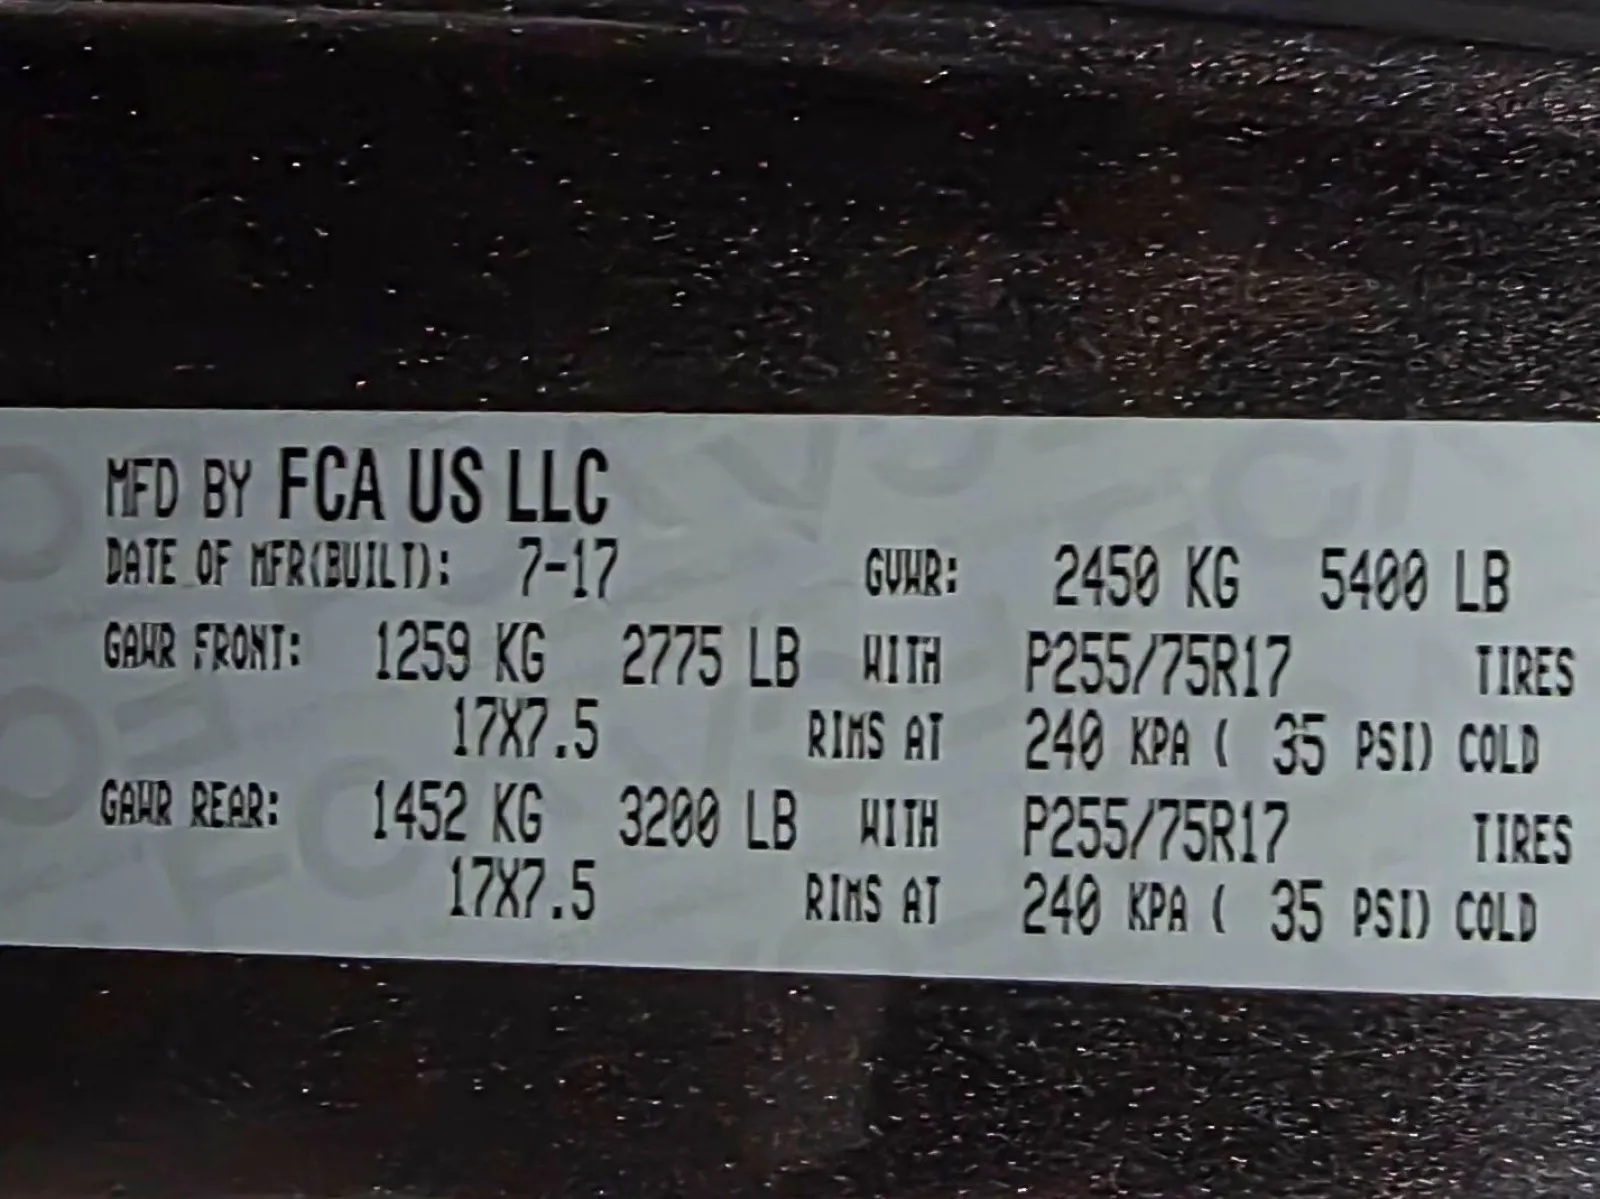 MFD BY FCA US LLC
DATE OF MFR(BUILT): 7-17 GVWR: 2450 KG 5400 LB
GAWR FRONT: 1259 KG 2775 LB WITH P255/75R17 TIRES
17X7.5 RIMS AT 240 KPA ( 35 PSI) COLD
GAWR REAR: 1452 KG 3200 LB WITH P255/75R17 TIRES
17X7.5 RIMS AT 240 KPA ( 35 PSI) COLD